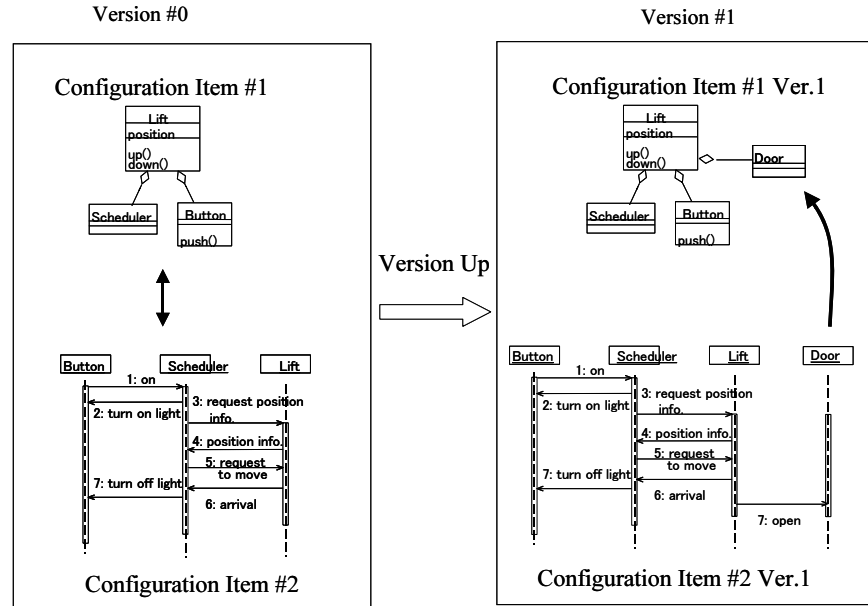 Version #0
Configuration Item #1
Lift
position
up()
down()
Scheduler
Button
push()
Button
Scheduler
Lift
1: on
2: turn on light
3: request position
info.
4: position info.
5: request
to move
7: turn off light
6: arrival
Configuration Item #2
Version Up
Version #1
Configuration Item #1 Ver.1
Lift
position
up()
down()
Door
Scheduler
Button
push()
Button
Scheduler
Lift
Door
1: on
2: turn on light
3: request position
info.
4: position info.
5: request
to move
7: turn off light
6: arrival
7: open
Configuration Item #2 Ver.1